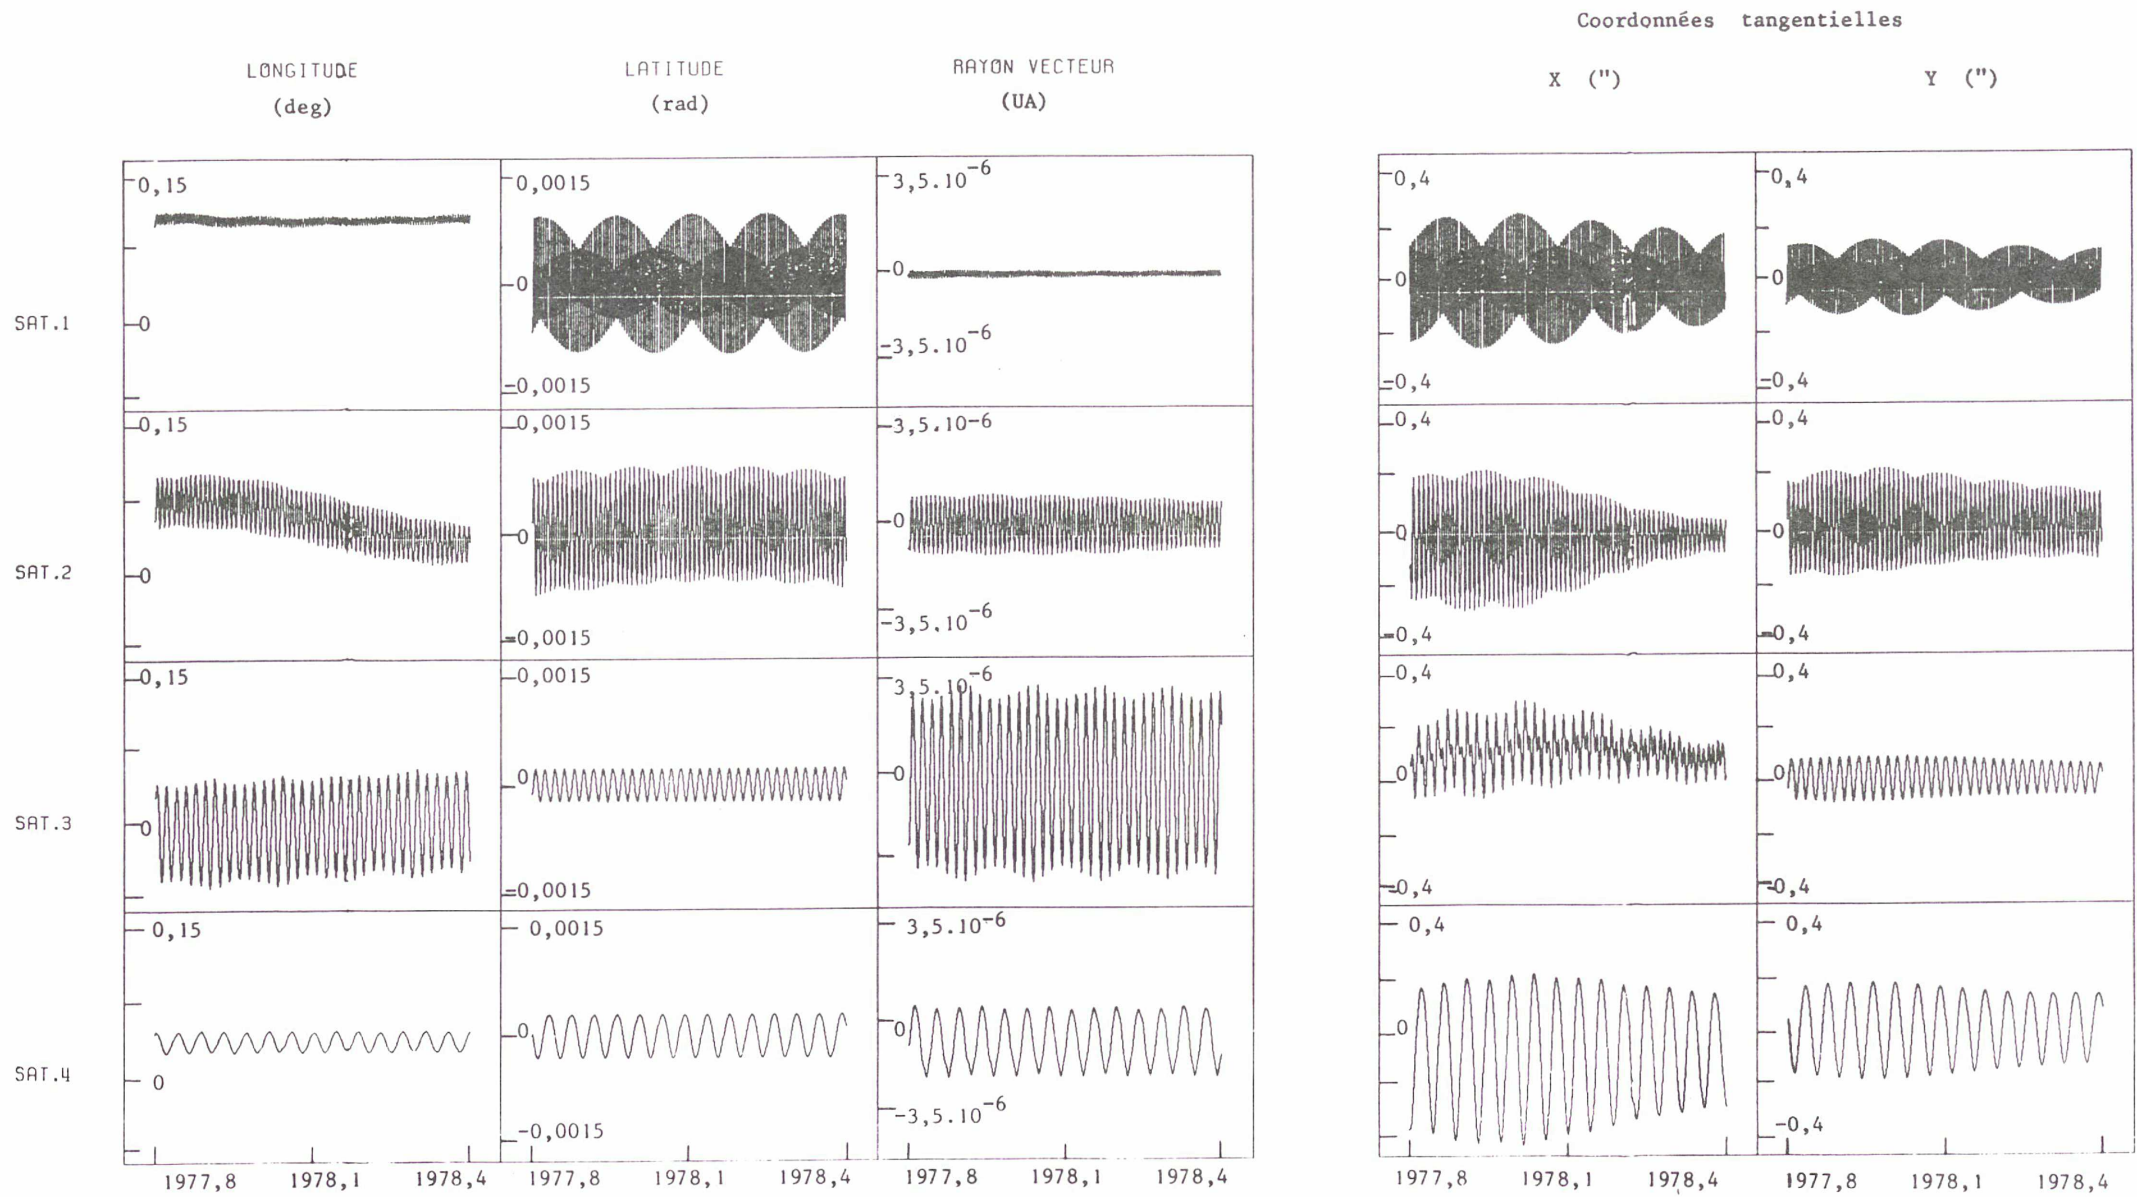 Coordonnées tangentielles
LONGITUDE LATITUDE RAYON VECTEUR X (") Y (")
(deg) (rad) (UA)
0,15 0,0015 3,5.10-6 0,4 0,4
0 0 0 0 0
SAT.1
-3,5.10-6
-0,0015 -0,4 -0,4
0,15 0,0015 3,5.10-6 0,4 0,4
0 0 0 0 0
SAT.2
-3,5.10-6
-0,0015 -0,4 -0,4
0,15 0,0015 3,5.10-6 0,4 0,4
0 0 0 0 0
SAT.3
-0,0015 -0,4 -0,4
0,15 0,0015 3,5.10-6 0,4 0,4
0 0 0 0
SAT.4
-0,0015 -3,5.10-6 -0,4
1977,8 1978,1 1978,4 1977,8 1978,1 1978,4 1977,8 1978,1 1978,4 1977,8 1978,1 1978,4 1977,8 1978,1 1978,4